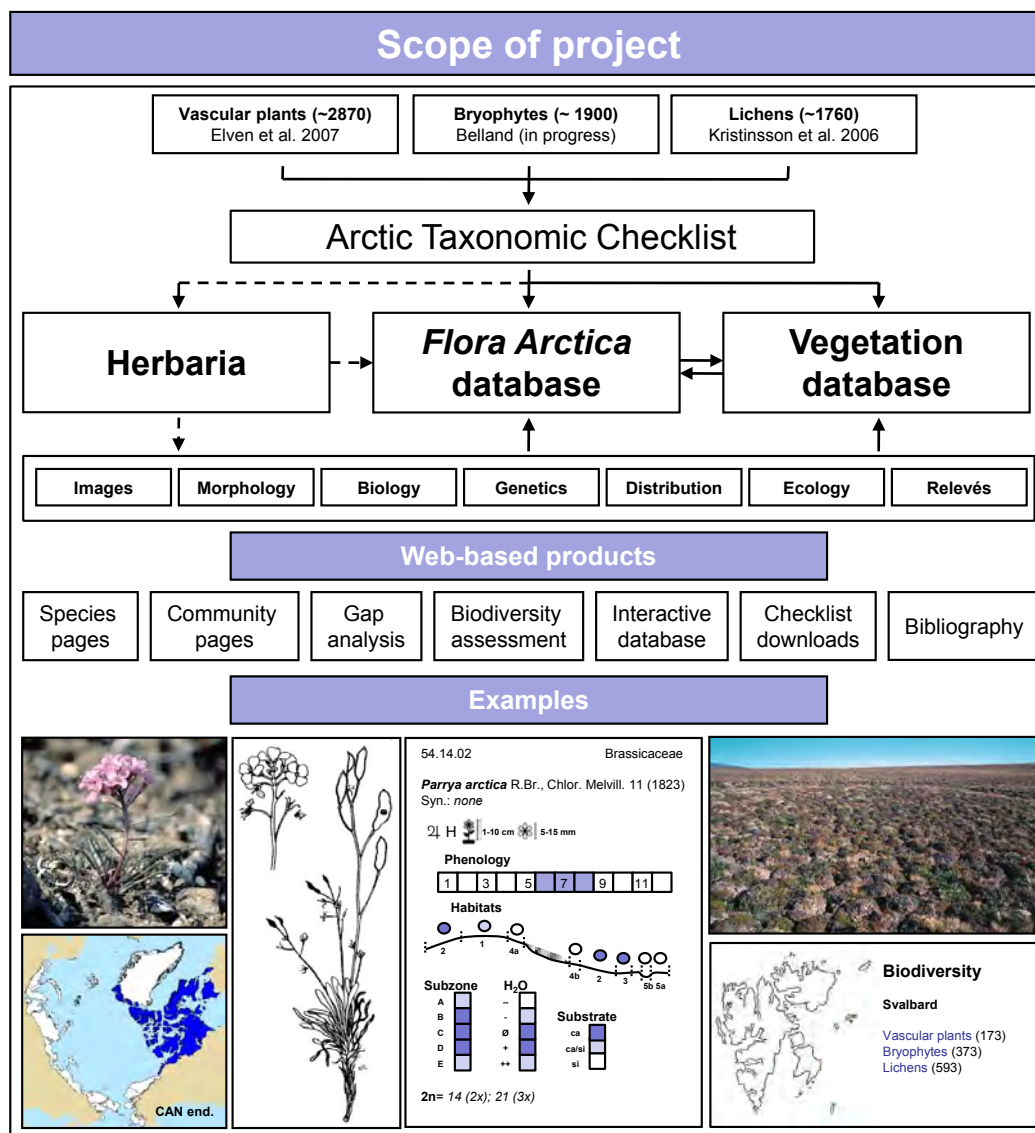 Scope of project
Vascular plants (~2870)
Elven et al. 2007
Bryophytes (~ 1900)
Belland (in progress)
Lichens (~1760)
Kristinsson et al. 2006
Arctic Taxonomic Checklist
Herbaria
Flora Arctica
database
Vegetation
database
Images
Morphology
Biology
Genetics
Distribution
Ecology
Relevés
Web-based products
Species
pages
Community
pages
Gap
analysis
Biodiversity
assessment
Interactive
database
Checklist
downloads
Bibliography
Examples
CAN end.
54.14.02 Brassicaceae
Parrya arctica R.Br., Chlor. Melvill. 11 (1823)
Syn.: none
♃ H 1-10 cm 5-15 mm
Phenology
1 3 5 7 9 11
Habitats
2 1 4a 4b 2 3 5b 5a
Subzone
A
B
C
D
E
H2O
--
-
Ø
+
++
Substrate
ca
ca/si
si
2n= 14 (2x); 21 (3x)
Biodiversity
Svalbard
Vascular plants (173)
Bryophytes (373)
Lichens (593)